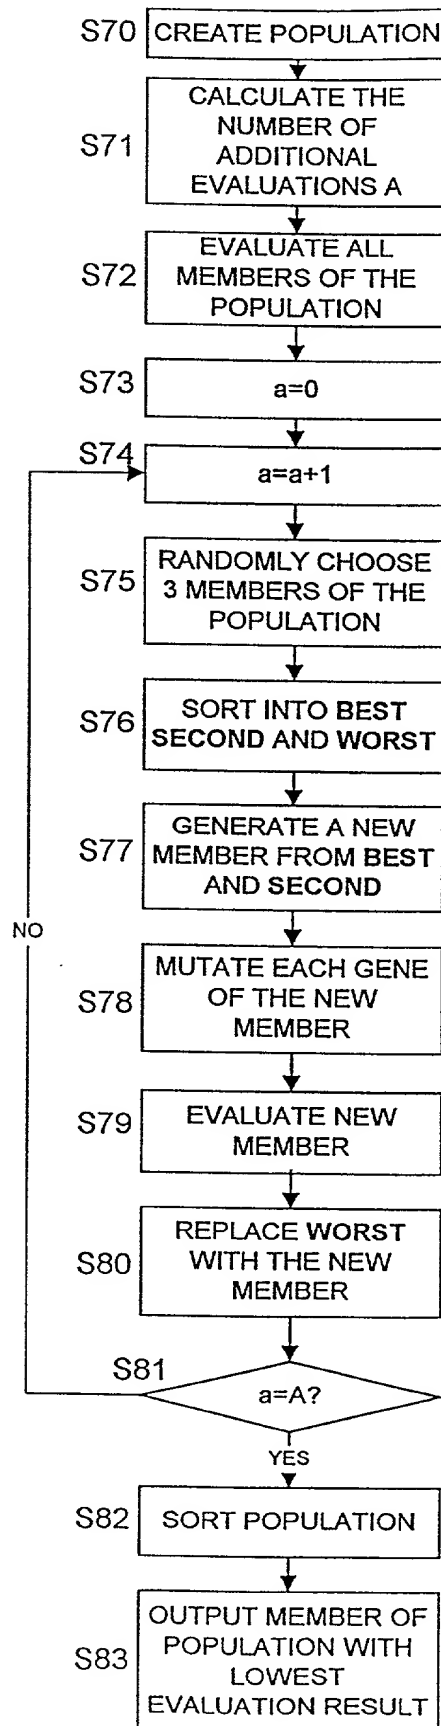 S70 CREATE POPULATION
S71
CALCULATE THE
NUMBER OF
ADDITIONAL
EVALUATIONS A
S72
EVALUATE ALL
MEMBERS OF THE
POPULATION
S73
a=0
S74
a=a+1
S75
RANDOMLY CHOOSE
3 MEMBERS OF THE
POPULATION
S76
SORT INTO BEST
SECOND AND WORST
S77
GENERATE A NEW
MEMBER FROM BEST
AND SECOND
NO
S78
MUTATE EACH GENE
OF THE NEW
MEMBER
S79
EVALUATE NEW
MEMBER
S80
REPLACE WORST
WITH THE NEW
MEMBER
S81
a=A?
YES
S82
SORT POPULATION
S83
OUTPUT MEMBER OF
POPULATION WITH
LOWEST
EVALUATION RESULT